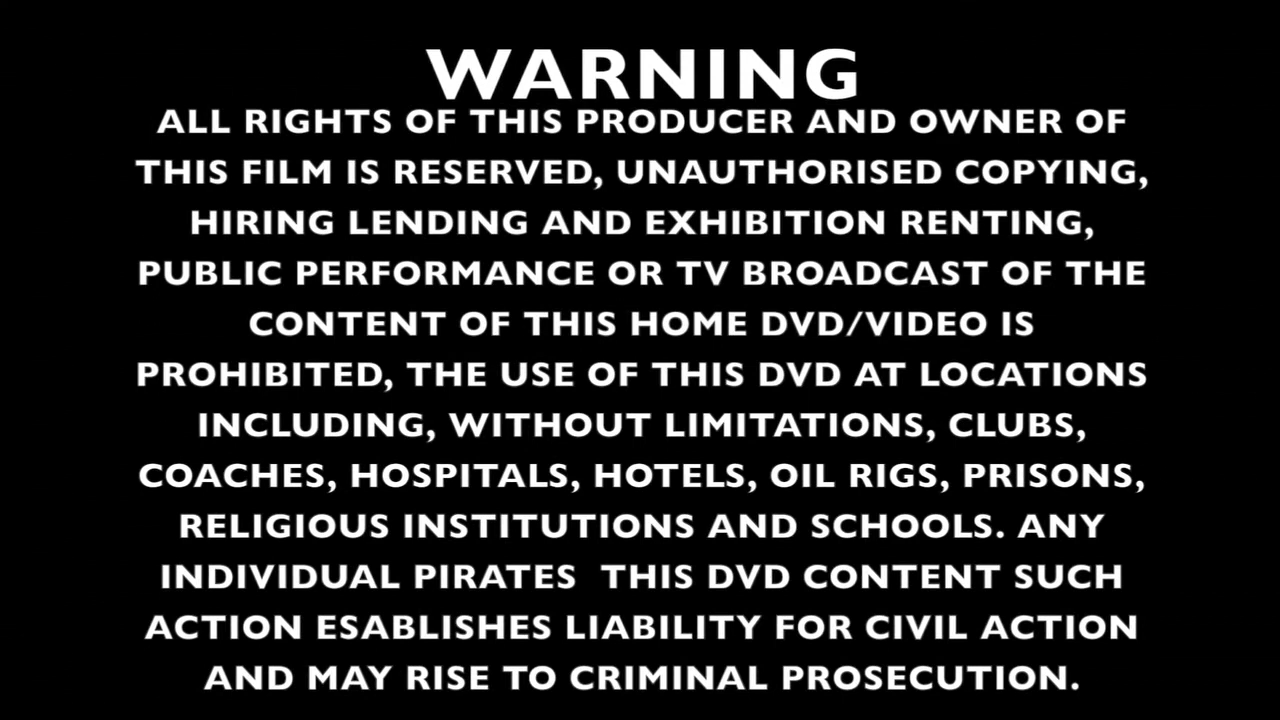 WARNING
ALL RIGHTS OF THIS PRODUCER AND OWNER OF
THIS FILM IS RESERVED, UNAUTHORISED COPYING,
HIRING LENDING AND EXHIBITION RENTING,
PUBLIC PERFORMANCE OR TV BROADCAST OF THE
CONTENT OF THIS HOME DVD/VIDEO IS
PROHIBITED, THE USE OF THIS DVD AT LOCATIONS
INCLUDING, WITHOUT LIMITATIONS, CLUBS,
COACHES, HOSPITALS, HOTELS, OIL RIGS, PRISONS,
RELIGIOUS INSTITUTIONS AND SCHOOLS. ANY
INDIVIDUAL PIRATES  THIS DVD CONTENT SUCH
ACTION ESABLISHES LIABILITY FOR CIVIL ACTION
AND MAY RISE TO CRIMINAL PROSECUTION.